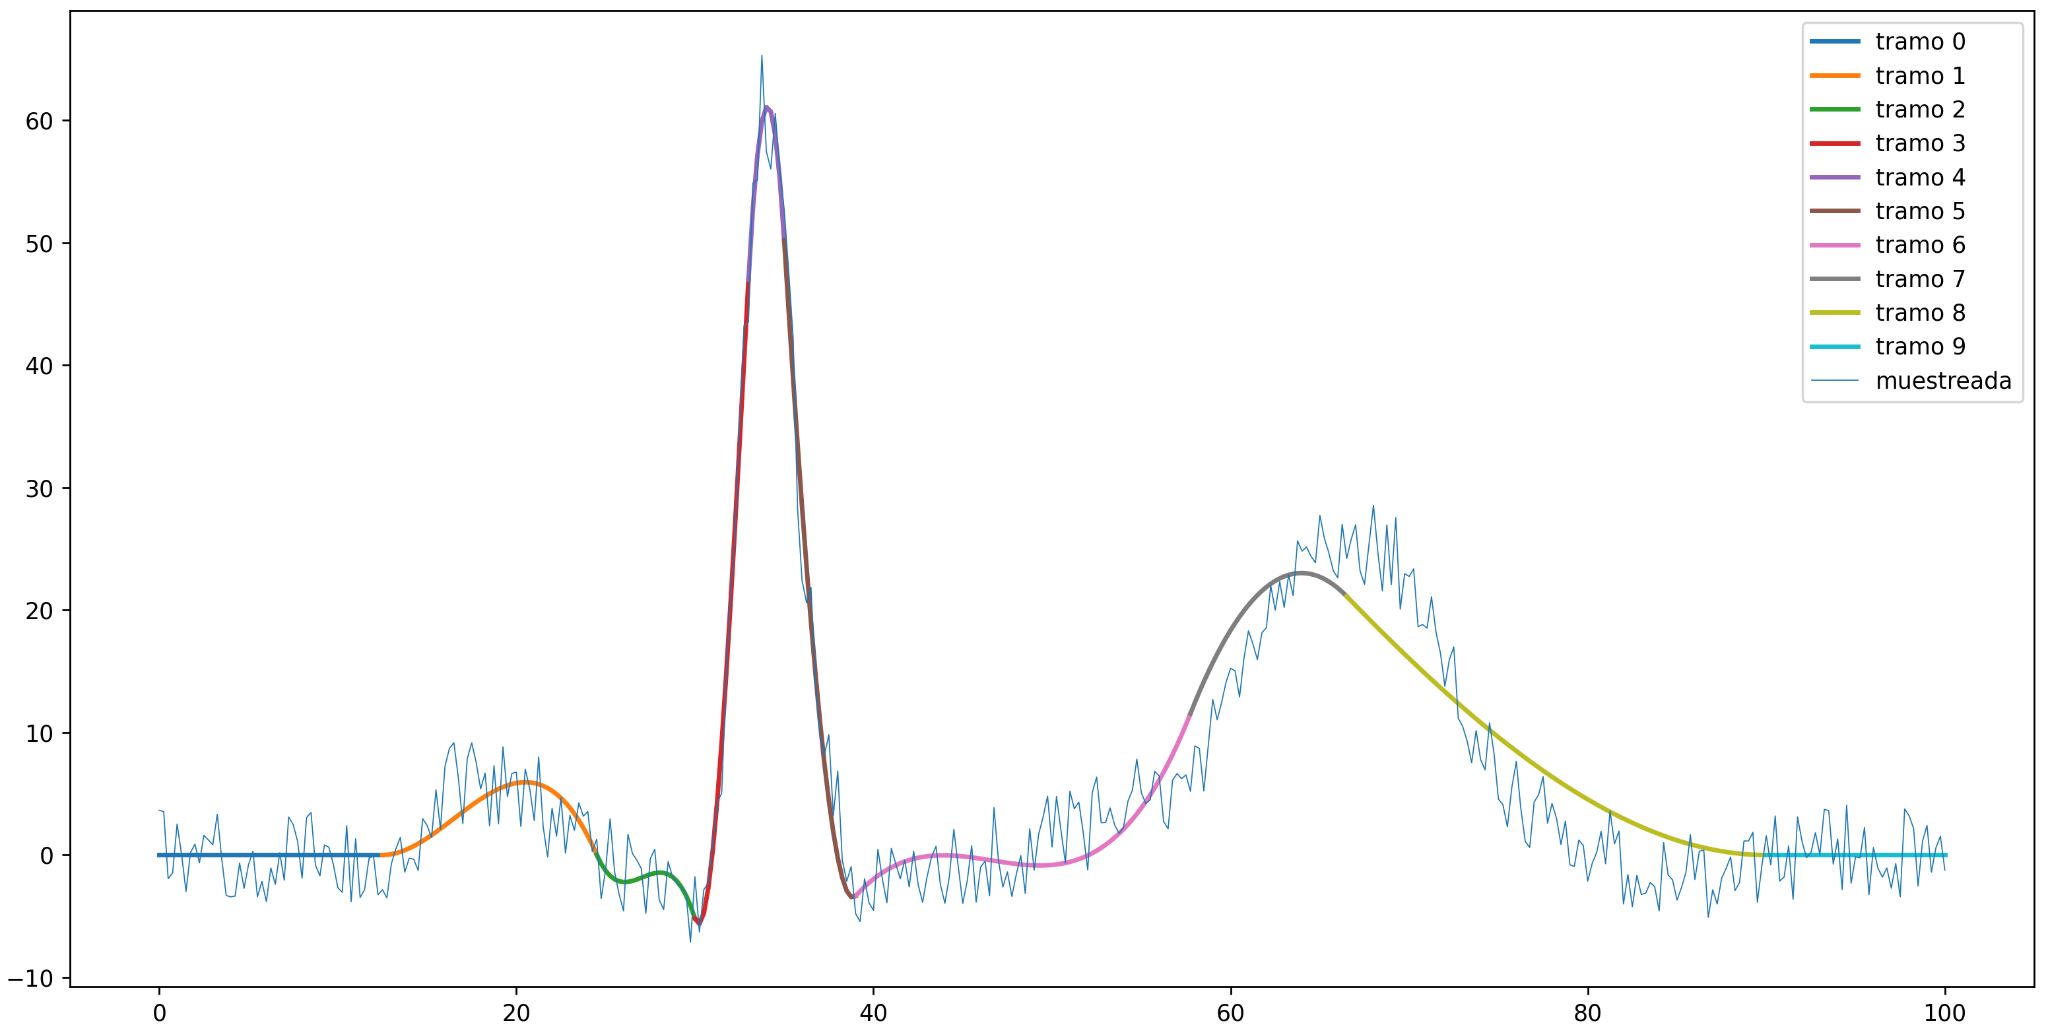 tramo 0
tramo 1
tramo 2
tramo 3
tramo 4
tramo 5
tramo 6
tramo 7
tramo 8
tramo 9
muestreada
60
50
40
30
20
10
0
−10
0 20 40 60 80 100